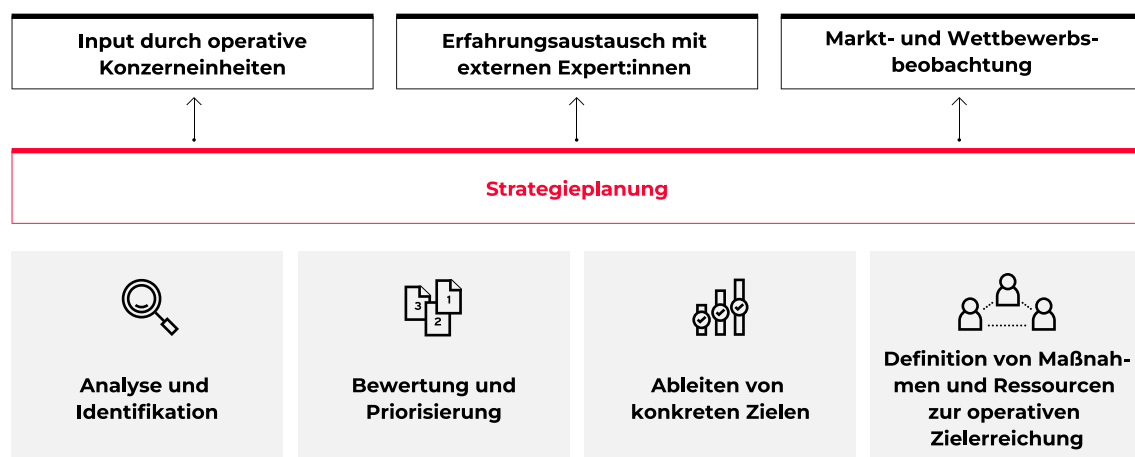 Input durch operative
Konzerneinheiten
Erfahrungsaustausch mit
externen Expert:innen
Markt- und Wettbewerbs-
beobachtung
Strategieplanung
Analyse und
Identifikation
3
2
1
Bewertung und
Priorisierung
Ableiten von
konkreten Zielen
Definition von Maßnah-
men und Ressourcen
zur operativen
Zielerreichung